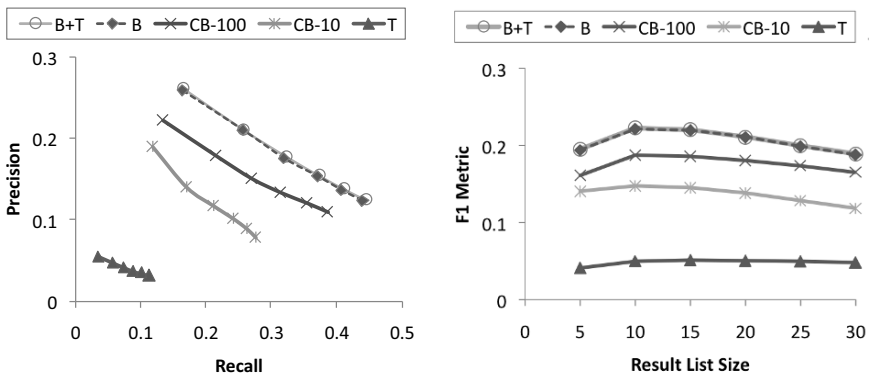 B+T B CB-100 CB-10 T
0.3
0.2
0.1
0
Precision
0 0.1 0.2 0.3 0.4 0.5
Recall
B+T B CB-100 CB-10 T
0.3
0.2
0.1
0
F1 Metric
0 5 10 15 20 25 30
Result List Size